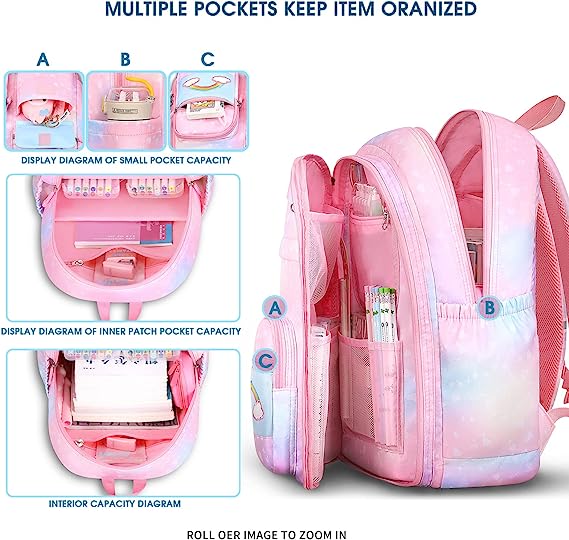 MULTIPLE POCKETS KEEP ITEM ORANIZED
A B C
DISPLAY DIAGRAM OF SMALL POCKET CAPACITY
DISPLAY DIAGRAM OF INNER PATCH POCKET CAPACITY
INTERIOR CAPACITY DIAGRAM
A
B
C
ROLL OER IMAGE TO ZOOM IN